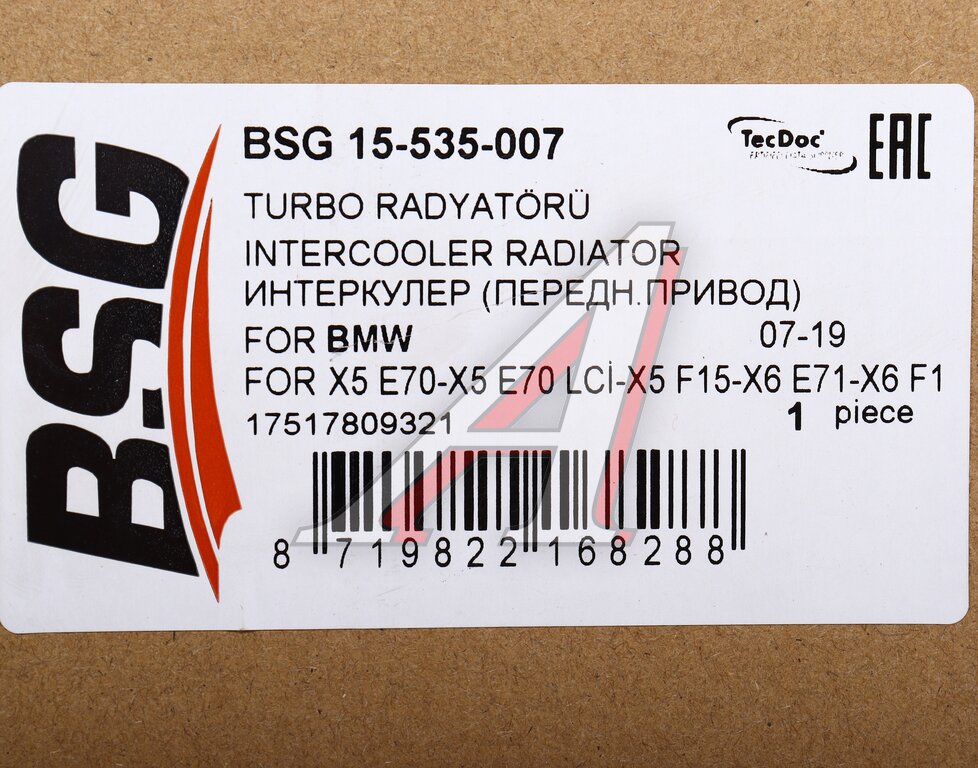 BSG
BSG 15-535-007
TecDoc
EAC
TURBO RADYATÖRÜ
INTERCOOLER RADIATOR
ИНТЕРКУЛЕР (ПЕРЕДН.ПРИВОД)
FOR BMW 07-19
FOR X5 E70-X5 E70 LCİ-X5 F15-X6 E71-X6 F1
17517809321 1 piece
8 719822 168288